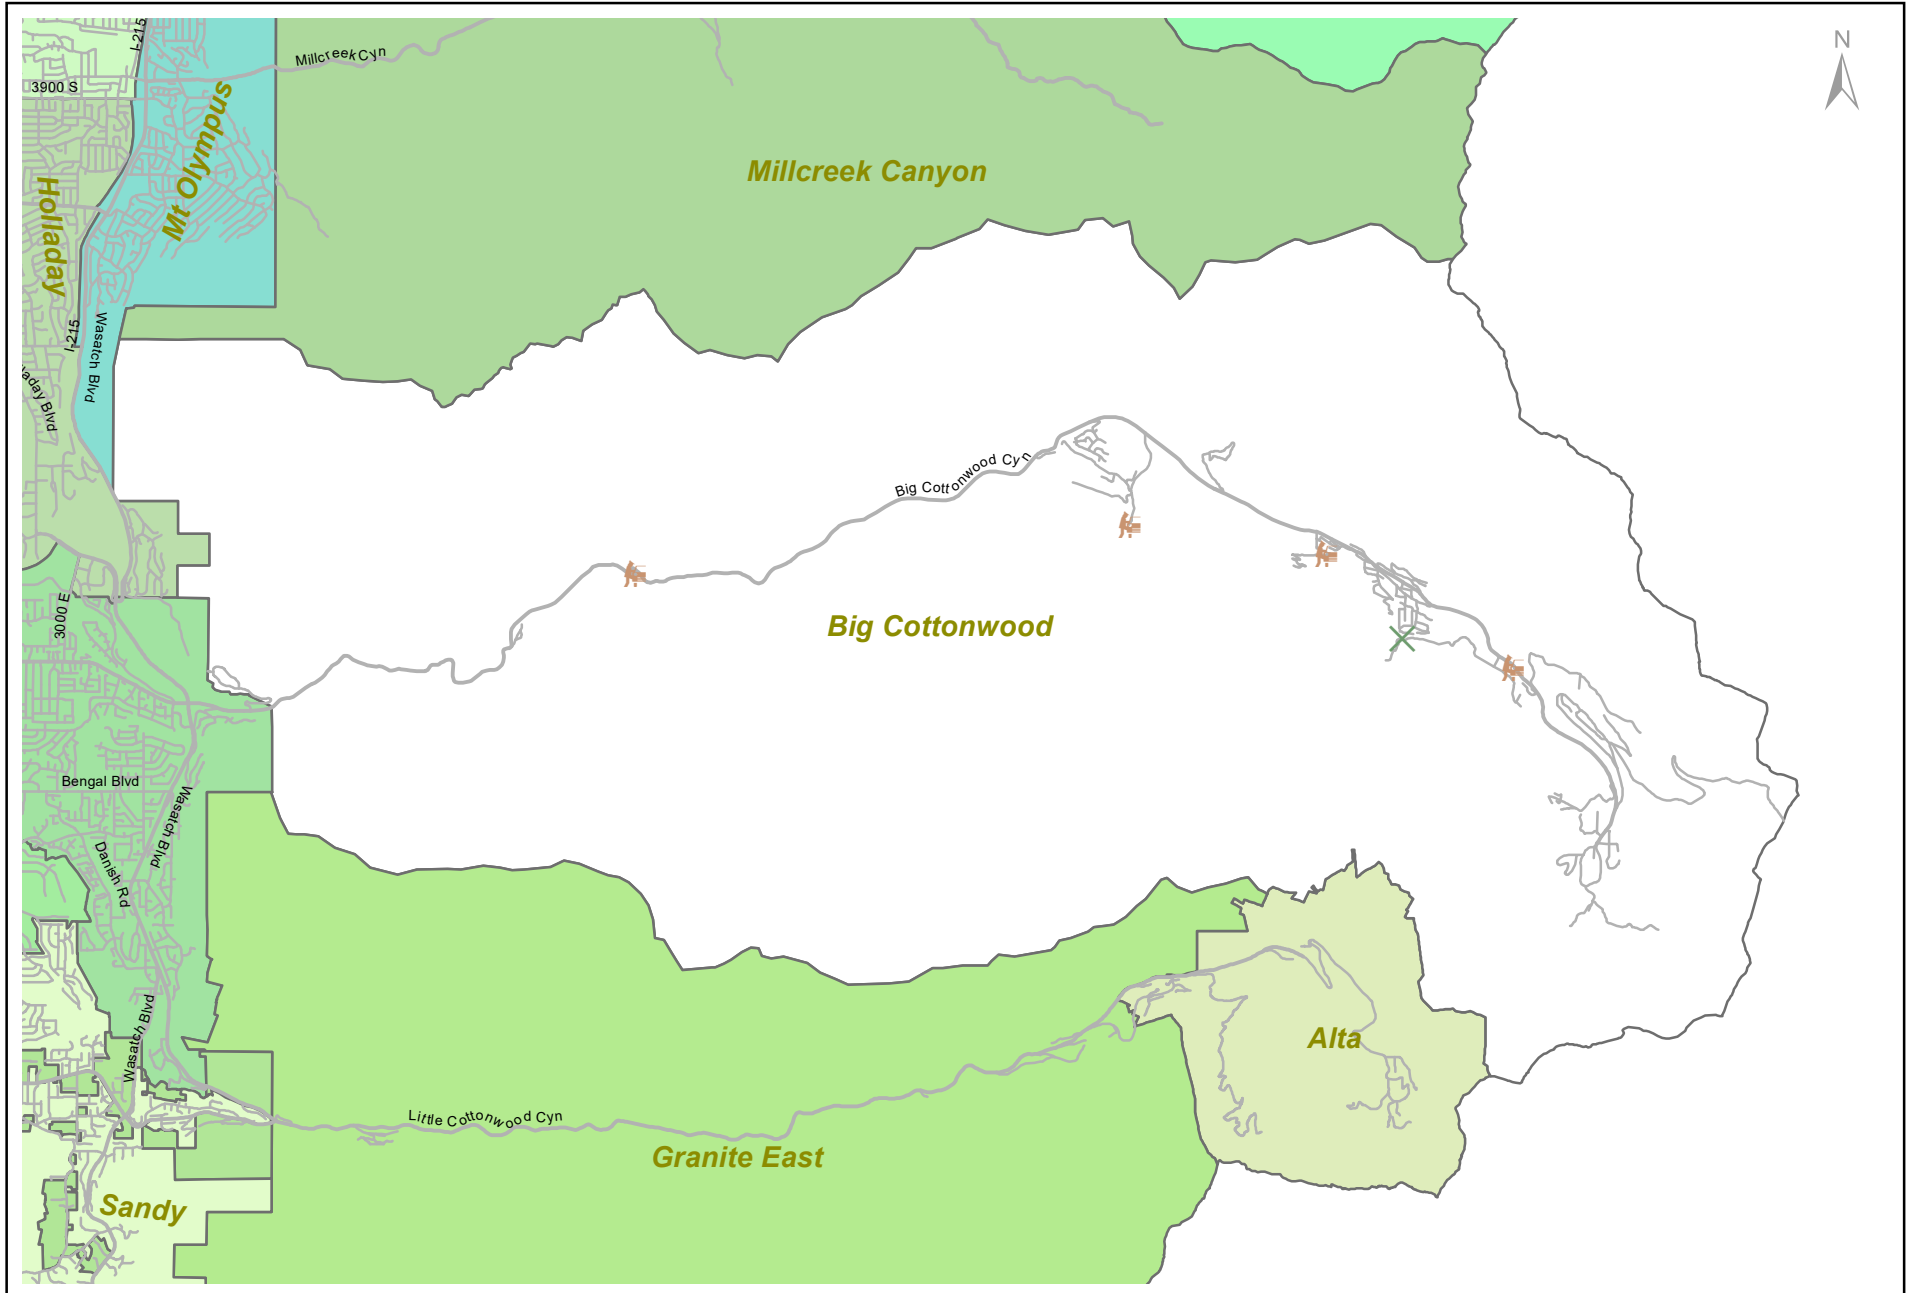 I-215
N
Millcreek Cyn
3900 S
Mt Olympus
Millcreek Canyon
Holladay
I-215
Wasatch Blvd
aday Blvd
Big Cottonwood Cyn
3000 E
Big Cottonwood
Bengal Blvd
Wasatch Blvd
Danish Rd
Wasatch Blvd
Alta
Little Cottonwood Cyn
Granite East
Sandy